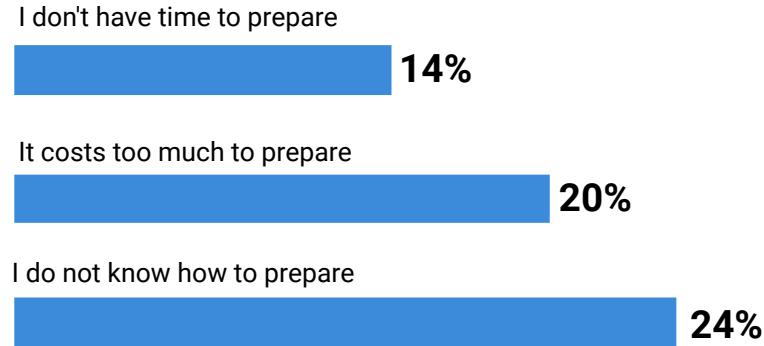 I don't have time to prepare
14%
It costs too much to prepare
20%
I do not know how to prepare
24%